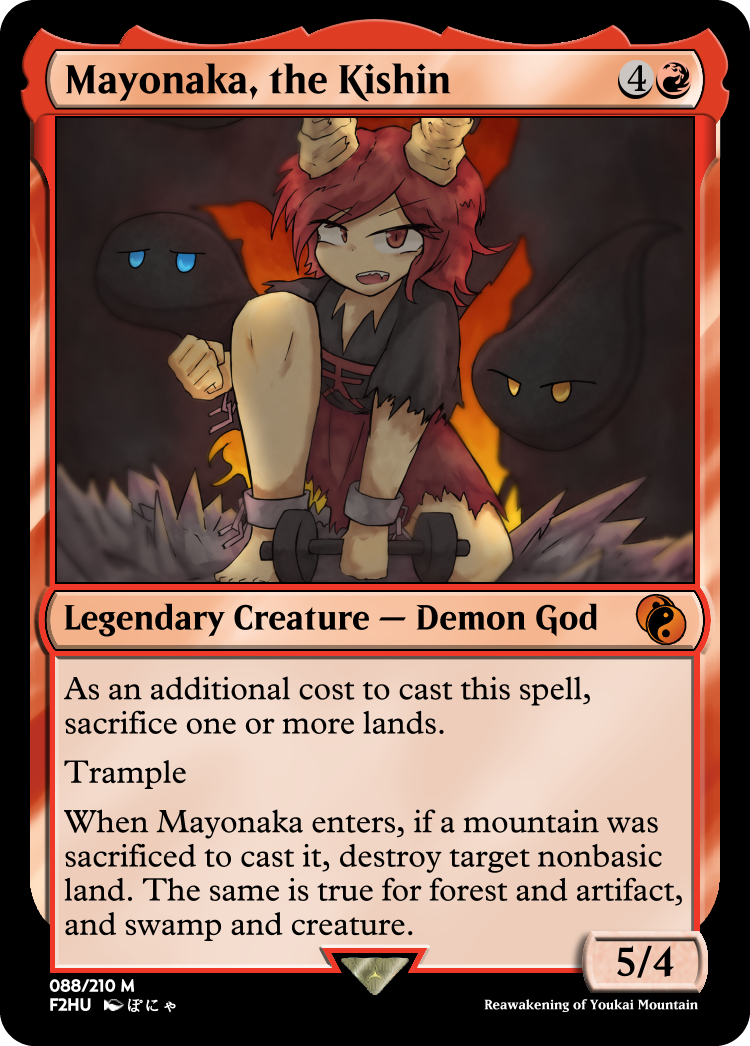 Mayonaka, the Kishin 4
Legendary Creature — Demon God
As an additional cost to cast this spell,
sacrifice one or more lands.
Trample
When Mayonaka enters, if a mountain was
sacrificed to cast it, destroy target nonbasic
land. The same is true for forest and artifact,
and swamp and creature.
5/4
088/210 M
F2HU ぽにゃ
Reawakening of Youkai Mountain